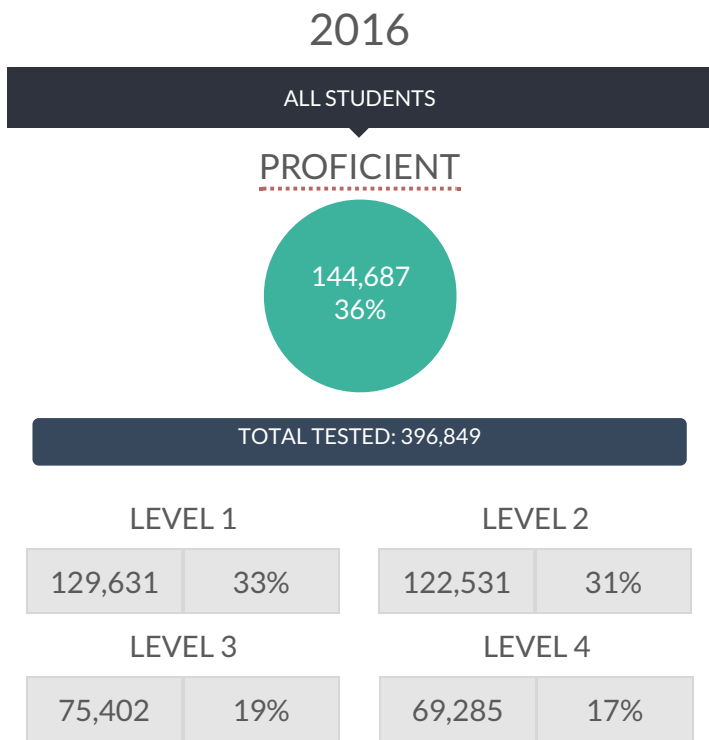 2016
ALL STUDENTS
PROFICIENT
144,687
36%
TOTAL TESTED: 396,849
LEVEL 1
129,631 33%
LEVEL 2
122,531 31%
LEVEL 3
75,402 19%
LEVEL 4
69,285 17%